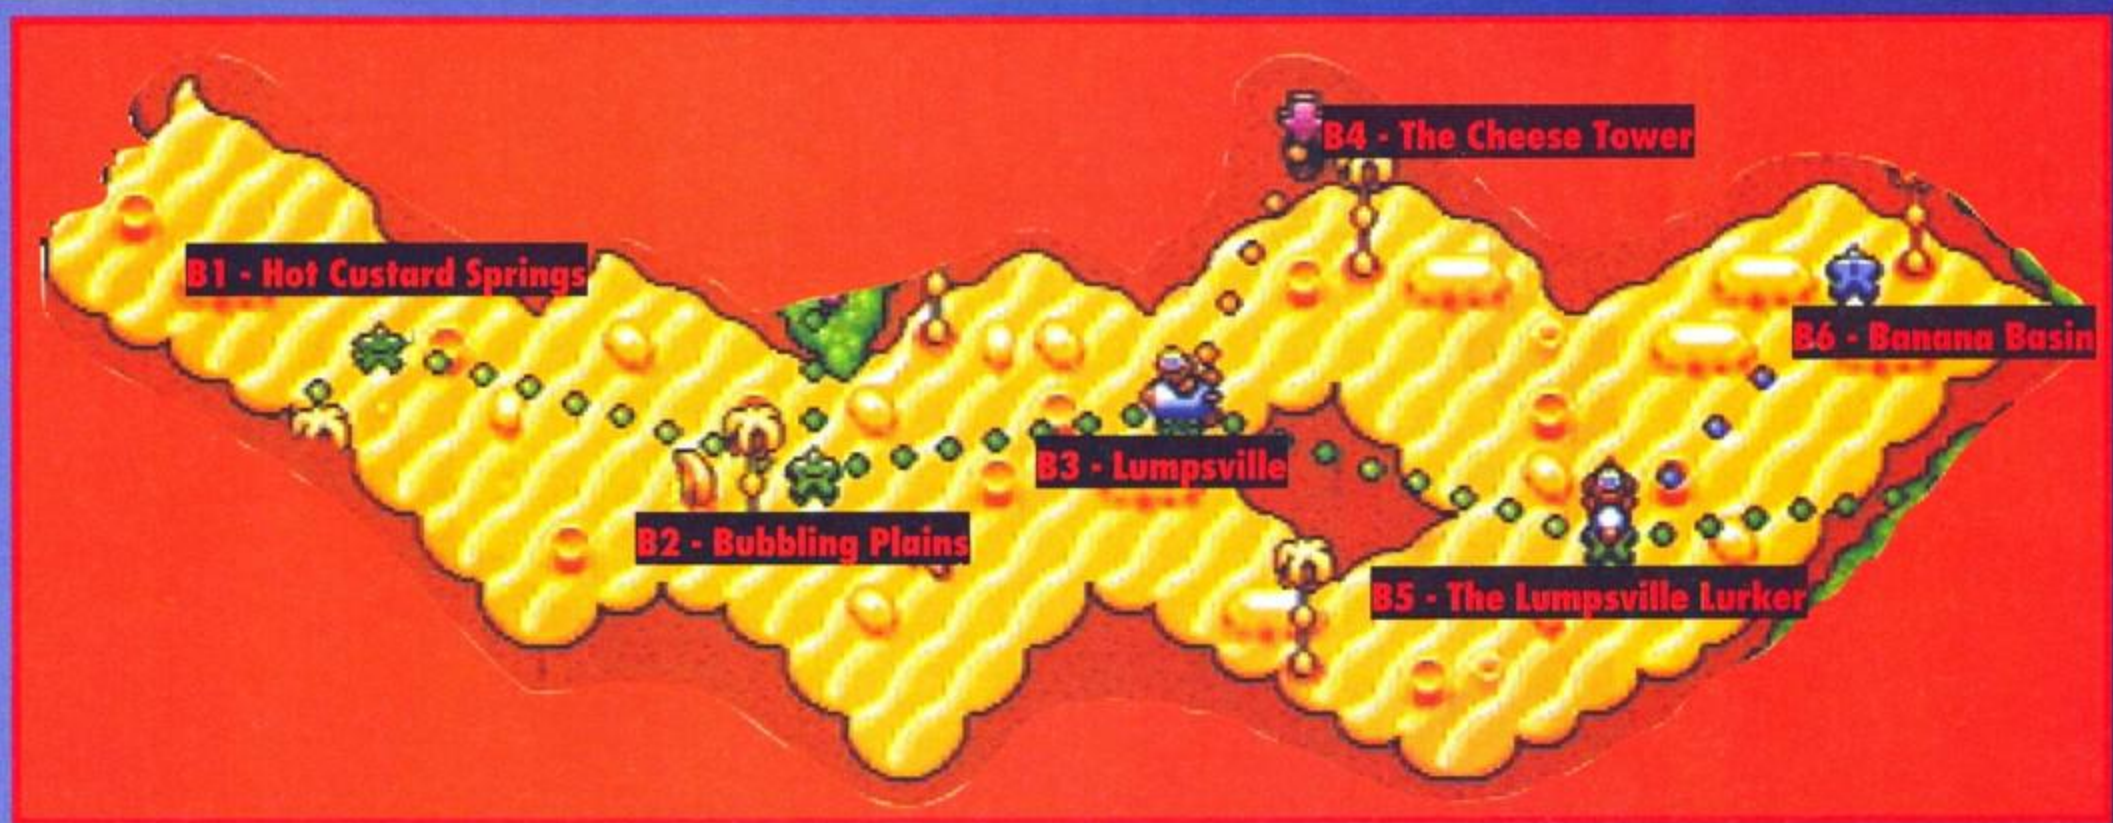 B4 - The Cheese Tower
B1 - Hot Custard Springs
B6 - Banana Basin
B3 - Lumpsville
B2 - Bubbling Plains
B5 - The Lumpsville Lurker